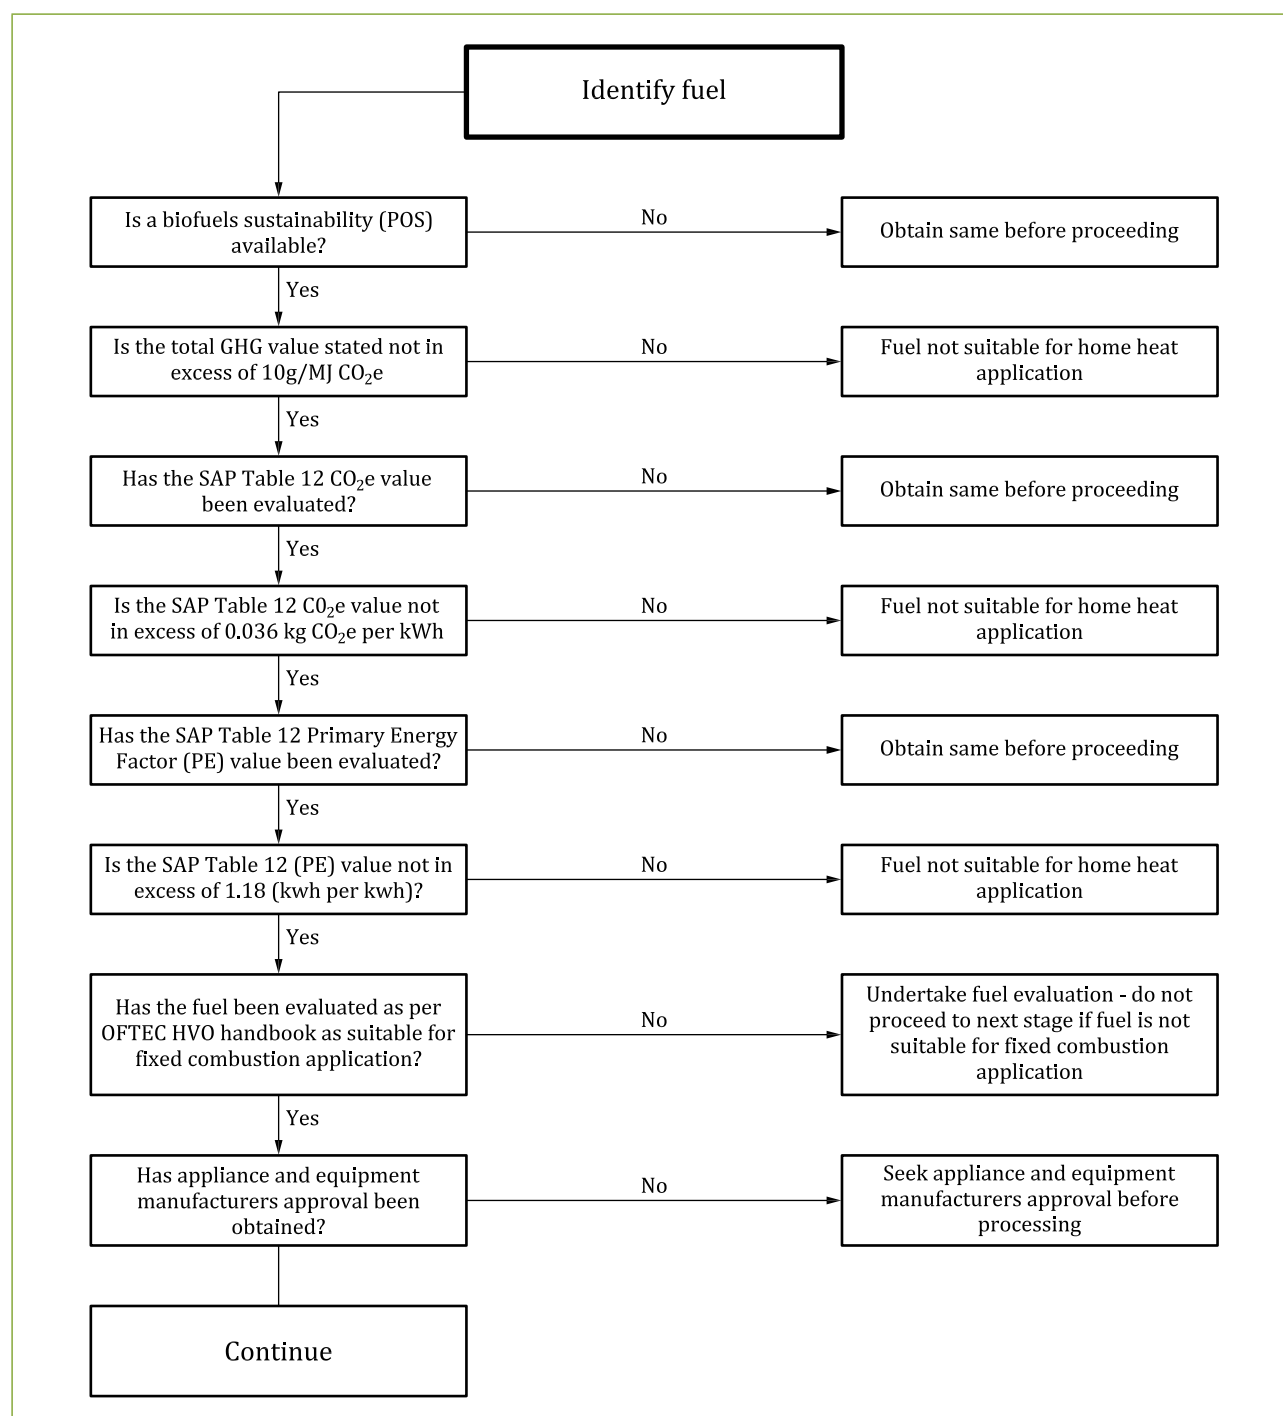 Identify fuel
Is a biofuels sustainability (POS)
available?
No
Obtain same before proceeding
Yes
Is the total GHG value stated not in
excess of 10g/MJ CO₂e
No
Fuel not suitable for home heat
application
Yes
Has the SAP Table 12 CO₂e value
been evaluated?
No
Obtain same before proceeding
Yes
Is the SAP Table 12 C0₂e value not
in excess of 0.036 kg CO₂e per kWh
No
Fuel not suitable for home heat
application
Yes
Has the SAP Table 12 Primary Energy
Factor (PE) value been evaluated?
No
Obtain same before proceeding
Yes
Is the SAP Table 12 (PE) value not in
excess of 1.18 (kwh per kwh)?
No
Fuel not suitable for home heat
application
Yes
Has the fuel been evaluated as per
OFTEC HVO handbook as suitable for
fixed combustion application?
No
Undertake fuel evaluation - do not
proceed to next stage if fuel is not
suitable for fixed combustion
application
Yes
Has appliance and equipment
manufacturers approval been
obtained?
No
Seek appliance and equipment
manufacturers approval before
processing
Continue